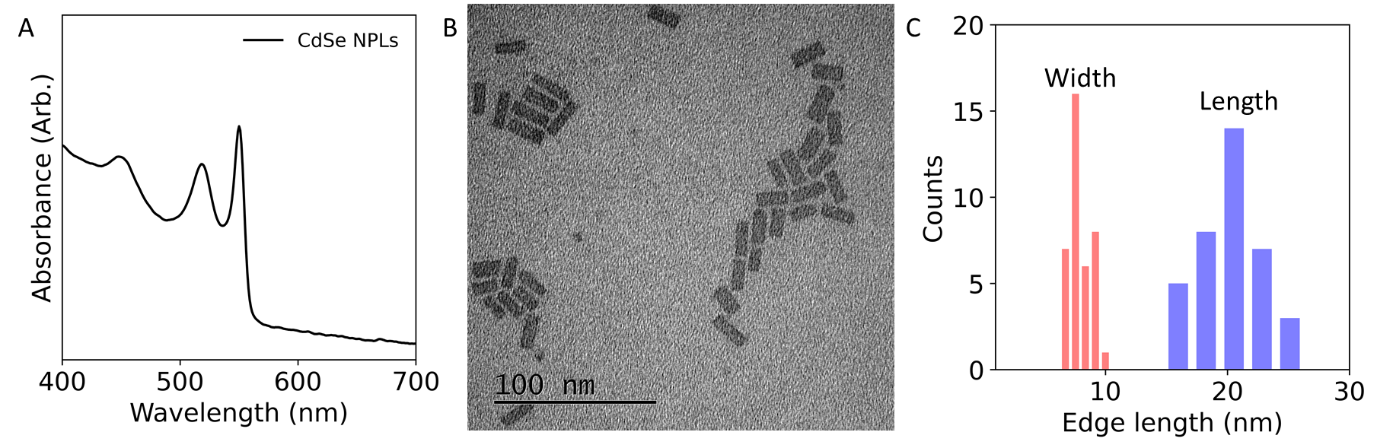 A
CdSe NPLs
Absorbance (Arb.)
400 500 600 700
Wavelength (nm)
B
100 nm
C
20
15
10
5
0
Width
Length
Counts
10 20 30
Edge length (nm)